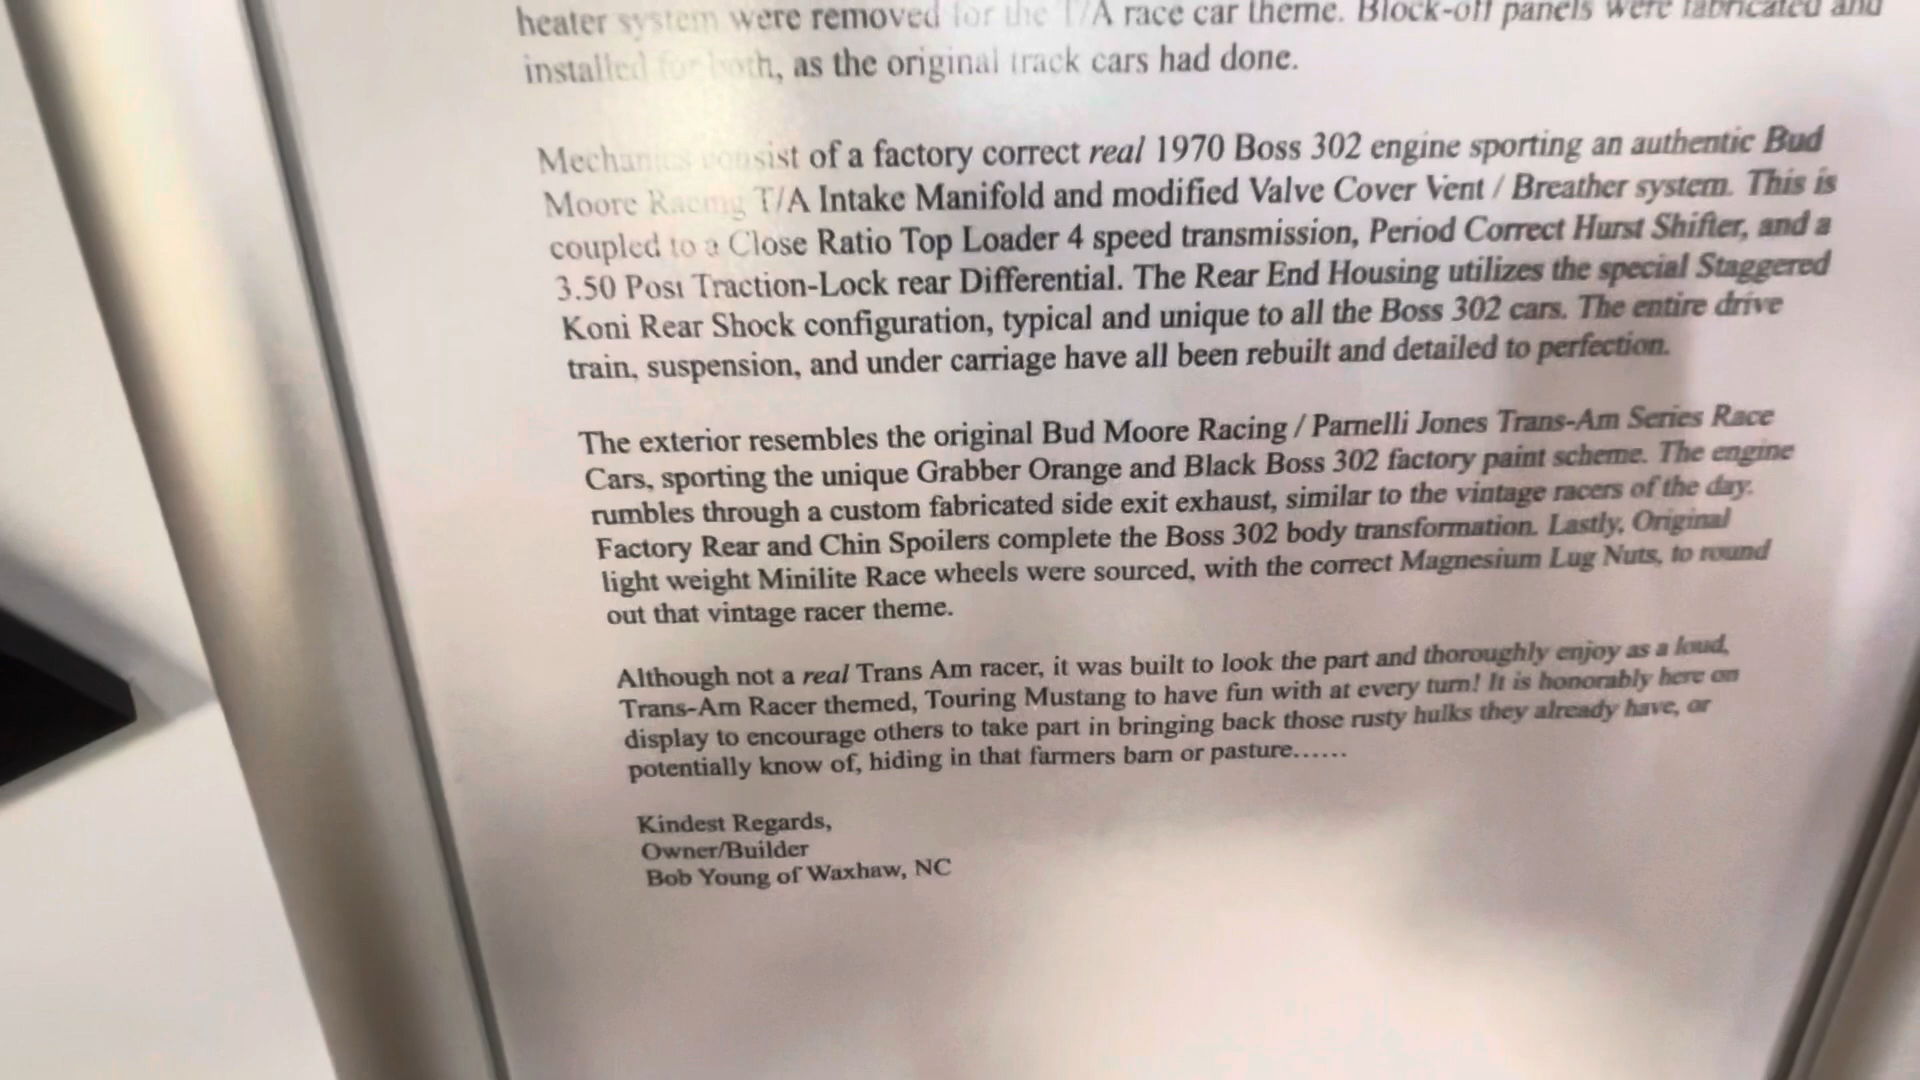 heater system were removed for the T/A race car theme. Block-off panels were fabricated and
installed for both, as the original track cars had done.
Mechanics consist of a factory correct real 1970 Boss 302 engine sporting an authentic Bud
Moore Racing T/A Intake Manifold and modified Valve Cover Vent / Breather system. This is
coupled to a Close Ratio Top Loader 4 speed transmission, Period Correct Hurst Shifter, and a
3.50 Posi Traction-Lock rear Differential. The Rear End Housing utilizes the special Staggered
Koni Rear Shock configuration, typical and unique to all the Boss 302 cars. The entire drive
train, suspension, and under carriage have all been rebuilt and detailed to perfection.
The exterior resembles the original Bud Moore Racing / Parnelli Jones Trans-Am Series Race
Cars, sporting the unique Grabber Orange and Black Boss 302 factory paint scheme. The engine
rumbles through a custom fabricated side exit exhaust, similar to the vintage racers of the day.
Factory Rear and Chin Spoilers complete the Boss 302 body transformation. Lastly, Original
light weight Minilite Race wheels were sourced, with the correct Magnesium Lug Nuts, to round
out that vintage racer theme.
Although not a real Trans Am racer, it was built to look the part and thoroughly enjoy as a loud,
Trans-Am Racer themed, Touring Mustang to have fun with at every turn! It is honorably here on
display to encourage others to take part in bringing back those rusty hulks they already have, or
potentially know of, hiding in that farmers barn or pasture......
Kindest Regards,
Owner/Builder
Bob Young of Waxhaw, NC